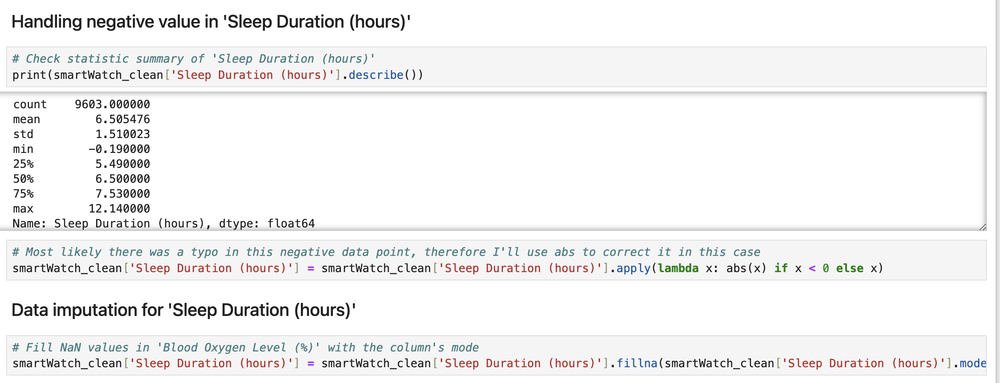 Handling negative value in 'Sleep Duration (hours)'
# Check statistic summary of 'Sleep Duration (hours)'
print(smartWatch_clean['Sleep Duration (hours)'].describe())
count    9603.000000
mean        6.505476
std         1.510023
min        -0.190000
25%         5.490000
50%         6.500000
75%         7.530000
max        12.140000
Name: Sleep Duration (hours), dtype: float64
# Most likely there was a typo in this negative data point, therefore I'll use abs to correct it in this case
smartWatch_clean['Sleep Duration (hours)'] = smartWatch_clean['Sleep Duration (hours)'].apply(lambda x: abs(x) if x < 0 else x)
Data imputation for 'Sleep Duration (hours)'
# Fill NaN values in 'Blood Oxygen Level (%)' with the column's mode
smartWatch_clean['Sleep Duration (hours)'] = smartWatch_clean['Sleep Duration (hours)'].fillna(smartWatch_clean['Sleep Duration (hours)'].mode